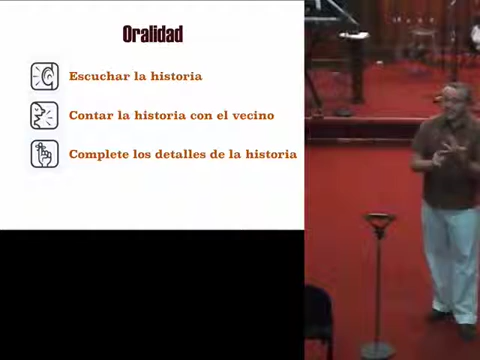 Oralidad
Escuchar la historia
Contar la historia con el vecino
Complete los detalles de la historia